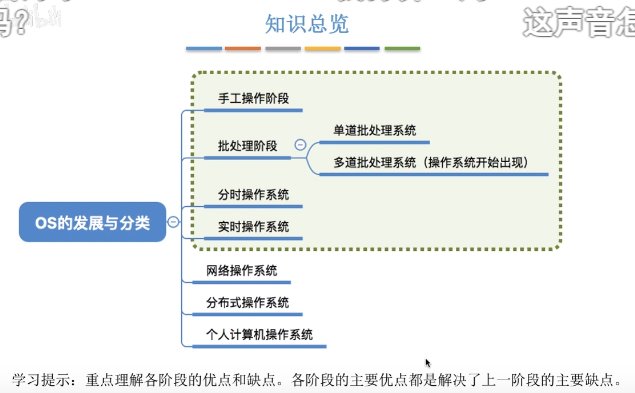 知识总览
吗?
这声音怎
手工操作阶段
批处理阶段
单道批处理系统
多道批处理系统（操作系统开始出现）
分时操作系统
实时操作系统
OS的发展与分类
网络操作系统
分布式操作系统
个人计算机操作系统
学习提示：重点理解各阶段的优点和缺点。各阶段的主要优点都是解决了上一阶段的主要缺点。